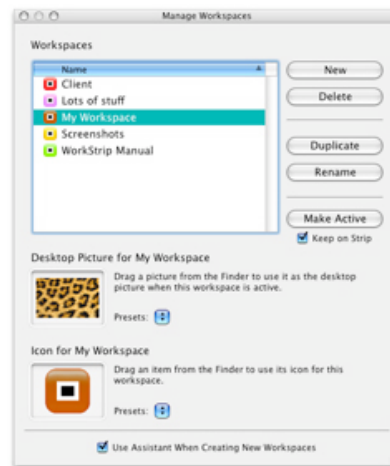 Manage Workspaces
Workspaces
Name
Client
Lots of stuff
My Workspace
Screenshots
WorkStrip Manual
New
Delete
Duplicate
Rename
Make Active
Keep on Strip
Desktop Picture for My Workspace
Drag a picture from the Finder to use it as the desktop
picture when this workspace is active.
Presets:
Icon for My Workspace
Drag an item from the Finder to use its icon for this
workspace.
Presets:
Use Assistant When Creating New Workspaces